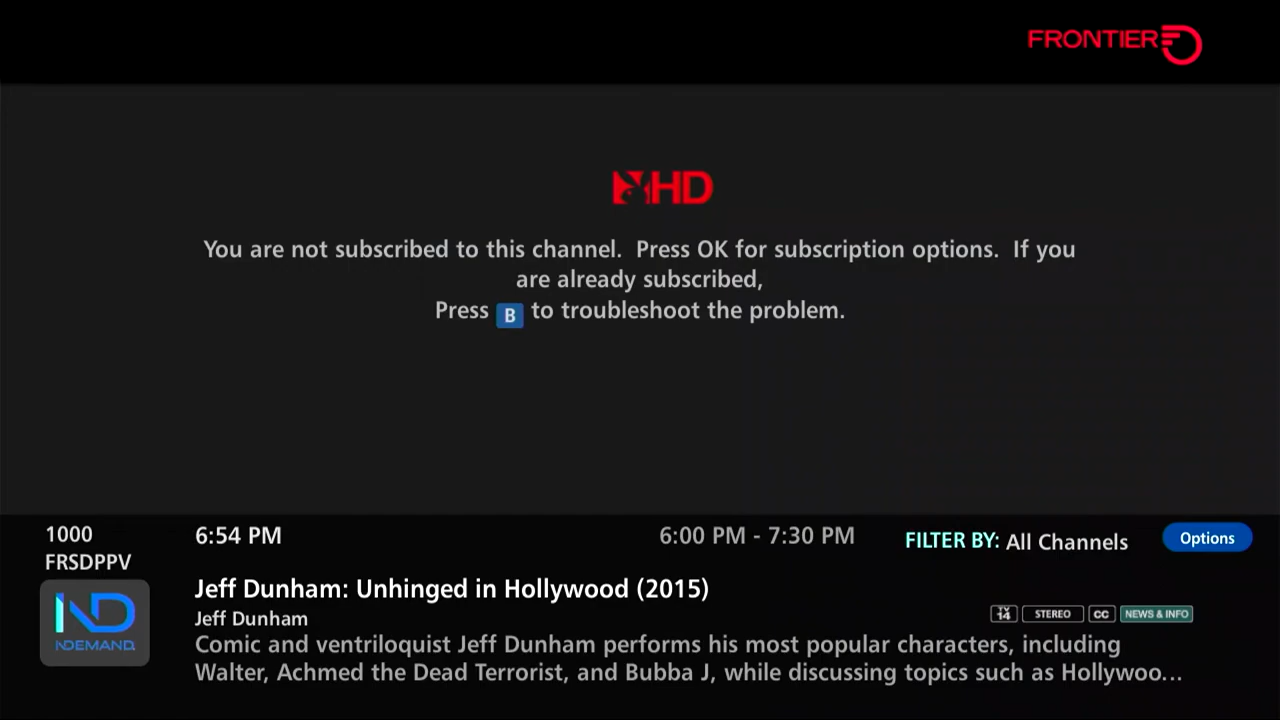 FRONTIER
HD
You are not subscribed to this channel. Press OK for subscription options. If you
are already subscribed,
Press B to troubleshoot the problem.
1000
FRSDPPV
6:54 PM
6:00 PM - 7:30 PM
FILTER BY: All Channels
Options
Jeff Dunham: Unhinged in Hollywood (2015)
Jeff Dunham
TV 14
STEREO
CC
NEWS & INFO
Comic and ventriloquist Jeff Dunham performs his most popular characters, including
Walter, Achmed the Dead Terrorist, and Bubba J, while discussing topics such as Hollywoo...
ND
INDEMAND.